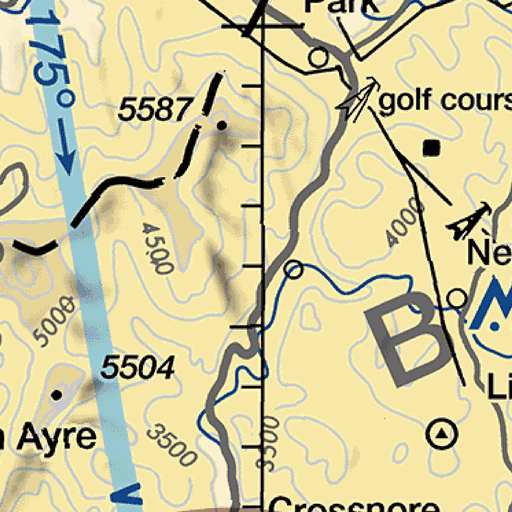 Park
175° →
5587
golf cours
4000
4500
Ne
5000
B
5504
Li
n Ayre
3500
3500
V
Crossnore